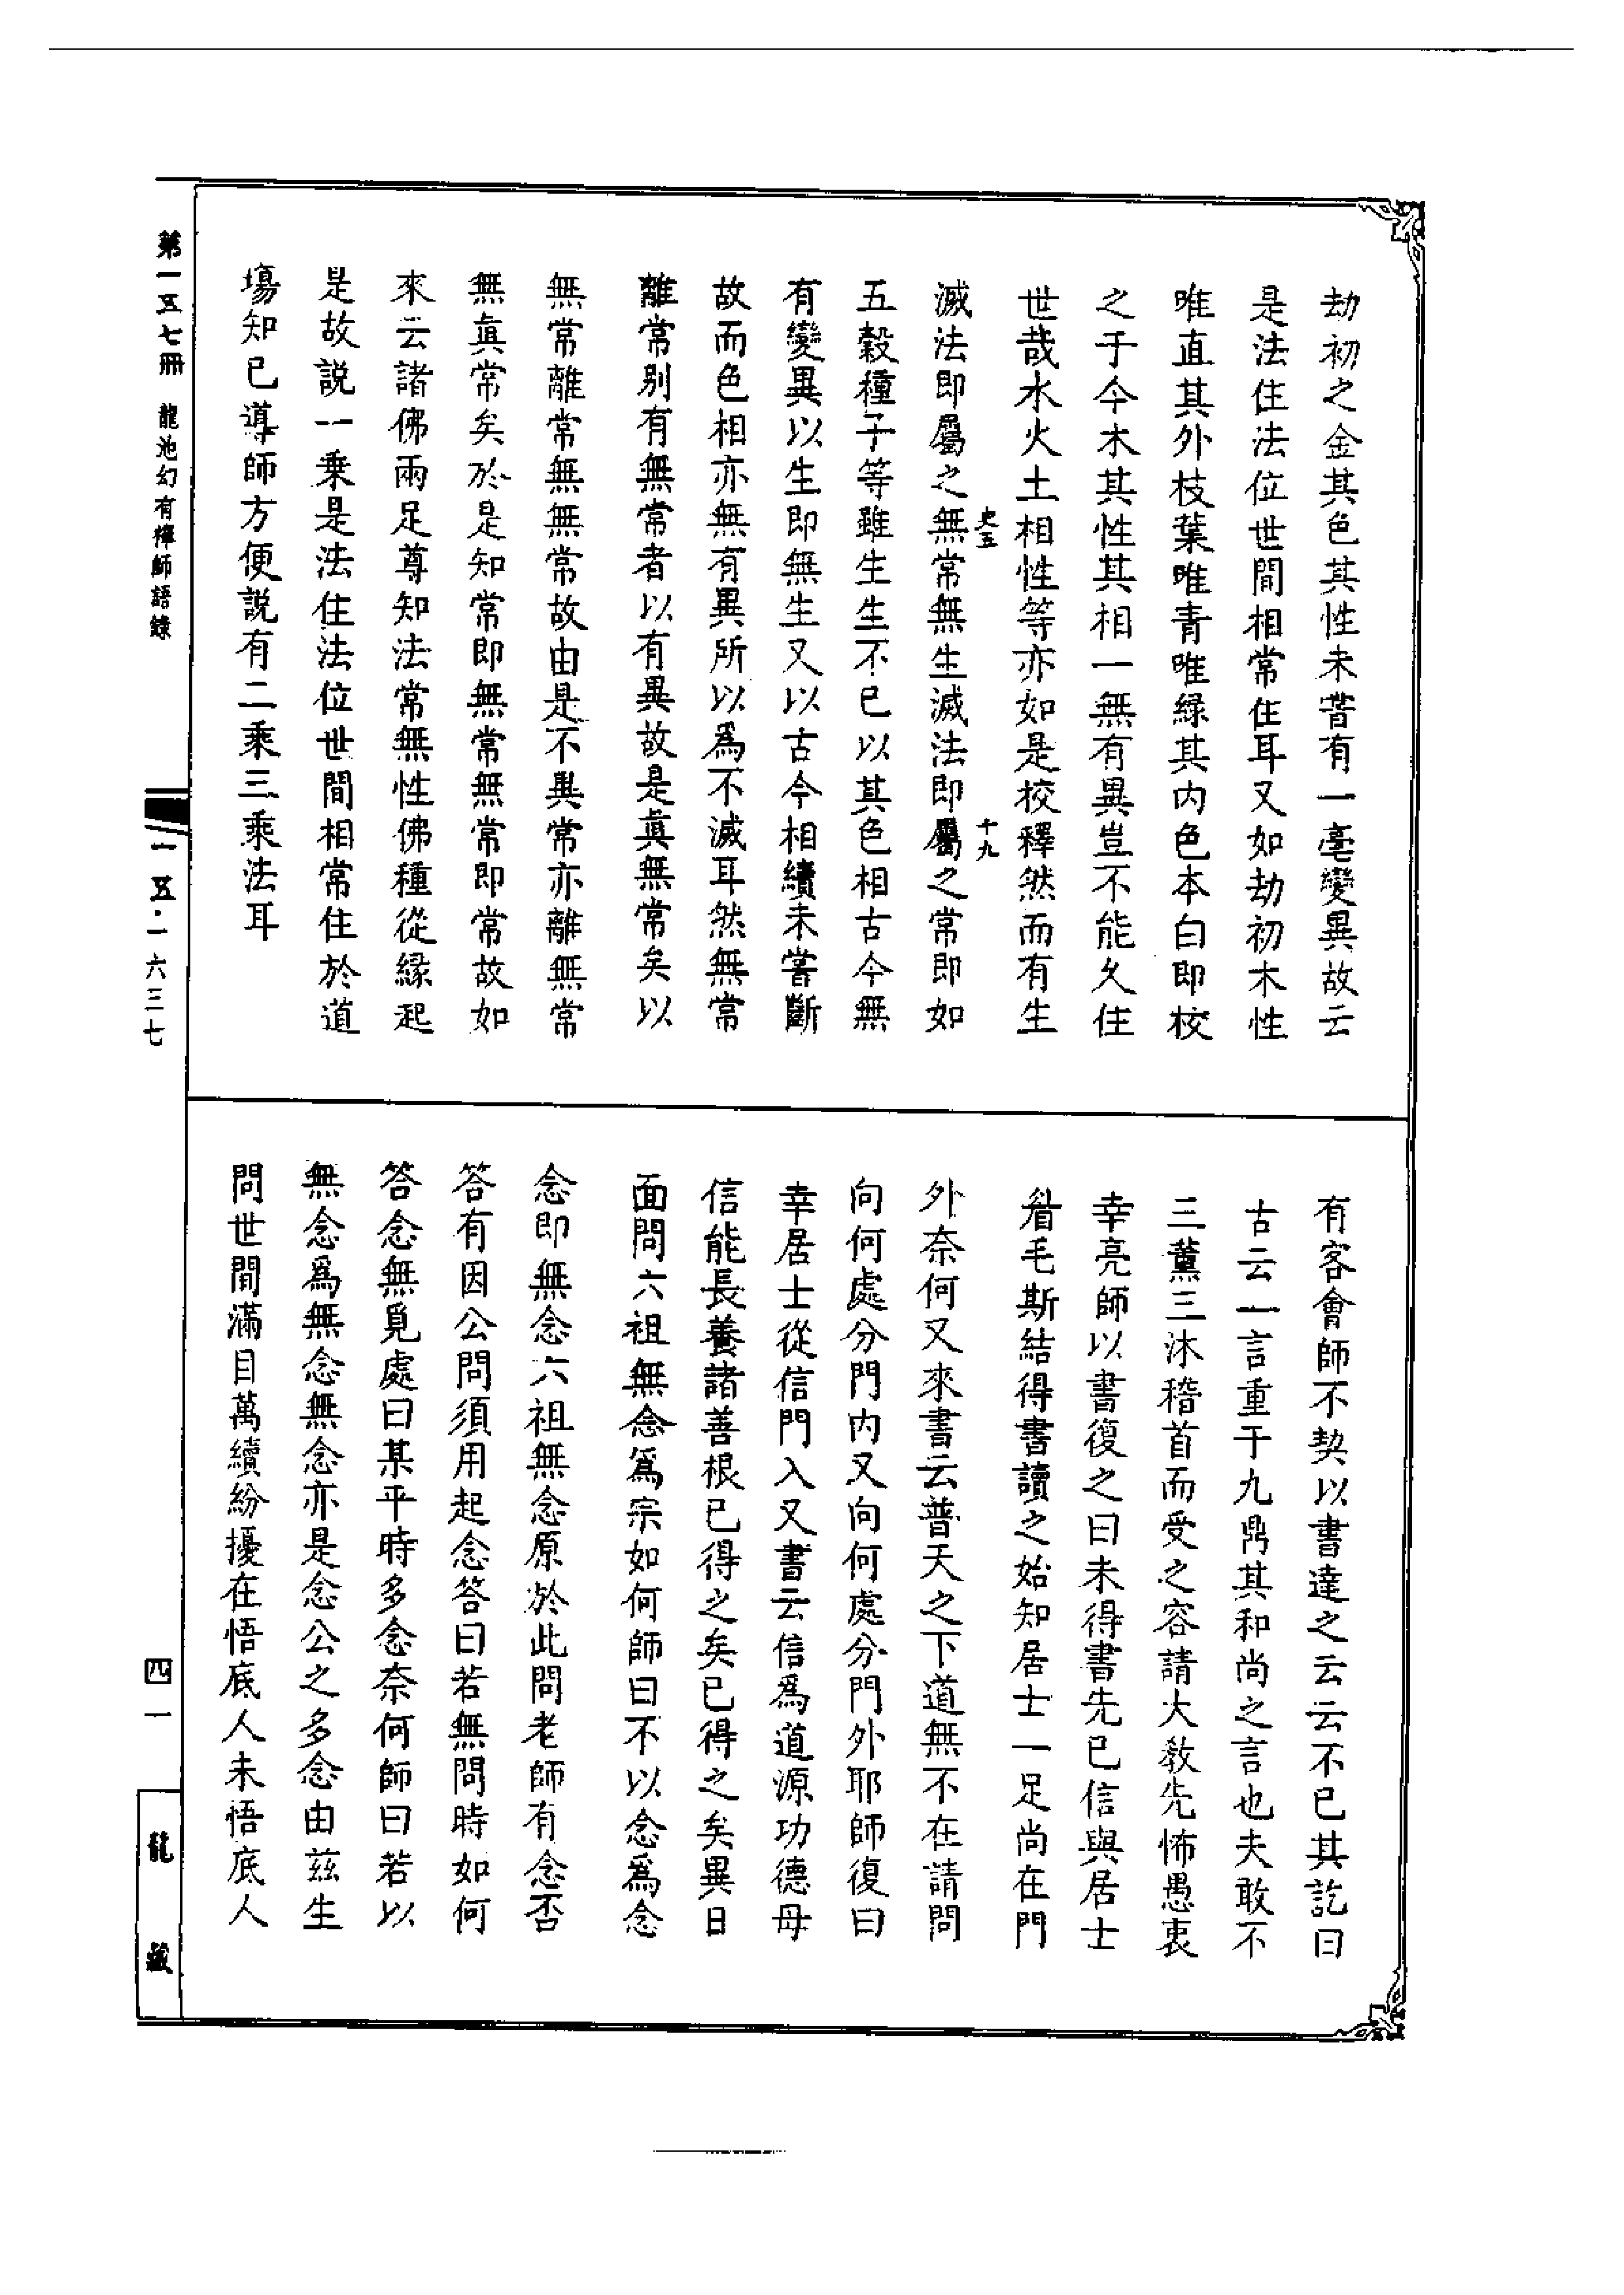 劫初之金其色其性未甞有一亳變異故云
是法住法位世間相常住耳又如劫初木性
唯直其外枝葉唯青唯緑其内色本白即校
之于今木其性其相一無有異豈不能久住
世哉水火土相性等亦如是校釋然而有生
史五
十九
滅法即屬之無常無生滅法即屬之常即如
五榖種子等雖生生不已以其色相古今無
有變異以生即無生又以古今相續未甞斷
故而色相亦無有異所以爲不滅耳然無常
離常别有無常者以有異故是眞無常矣以
無常離常無無常故由是不異常亦離無常
無眞常矣於是知常即無常無常即常故如
來云諸佛兩足尊知法常無性佛種從緣起
是故説一乗是法住法位世間相常住於道
塲知已導師方便説有二乘三乘法耳
有客會師不契以書達之云云不已其訖曰
古云一言重于九鼎其和尚之言也夫敢不
三薫三沐稽首而受之容請大教先怖愚衷
幸亮師以書復之曰未得書先已信與居士
眉毛斯結得書讀之始知居士一足尚在門
外奈何又來書云普天之下道無不在請問
向何處分門内又向何處分門外耶師復曰
幸居士從信門入又書云信爲道源功德母
信能長養諸善根已得之矣已得之矣異日
面問六祖無念爲宗如何師曰不以念爲念
念即無念六祖無念原於此問老師有念否
答有因公問須用起念答曰若無問時如何
答念無覓處曰某平時多念奈何師曰若以
無念爲無念無念亦是念公之多念由茲生
問世間滿目萬續紛擾在悟底人未悟底人
第一五七冊　龍池幻有禪師語錄
一五·一六三七
四一
龍藏